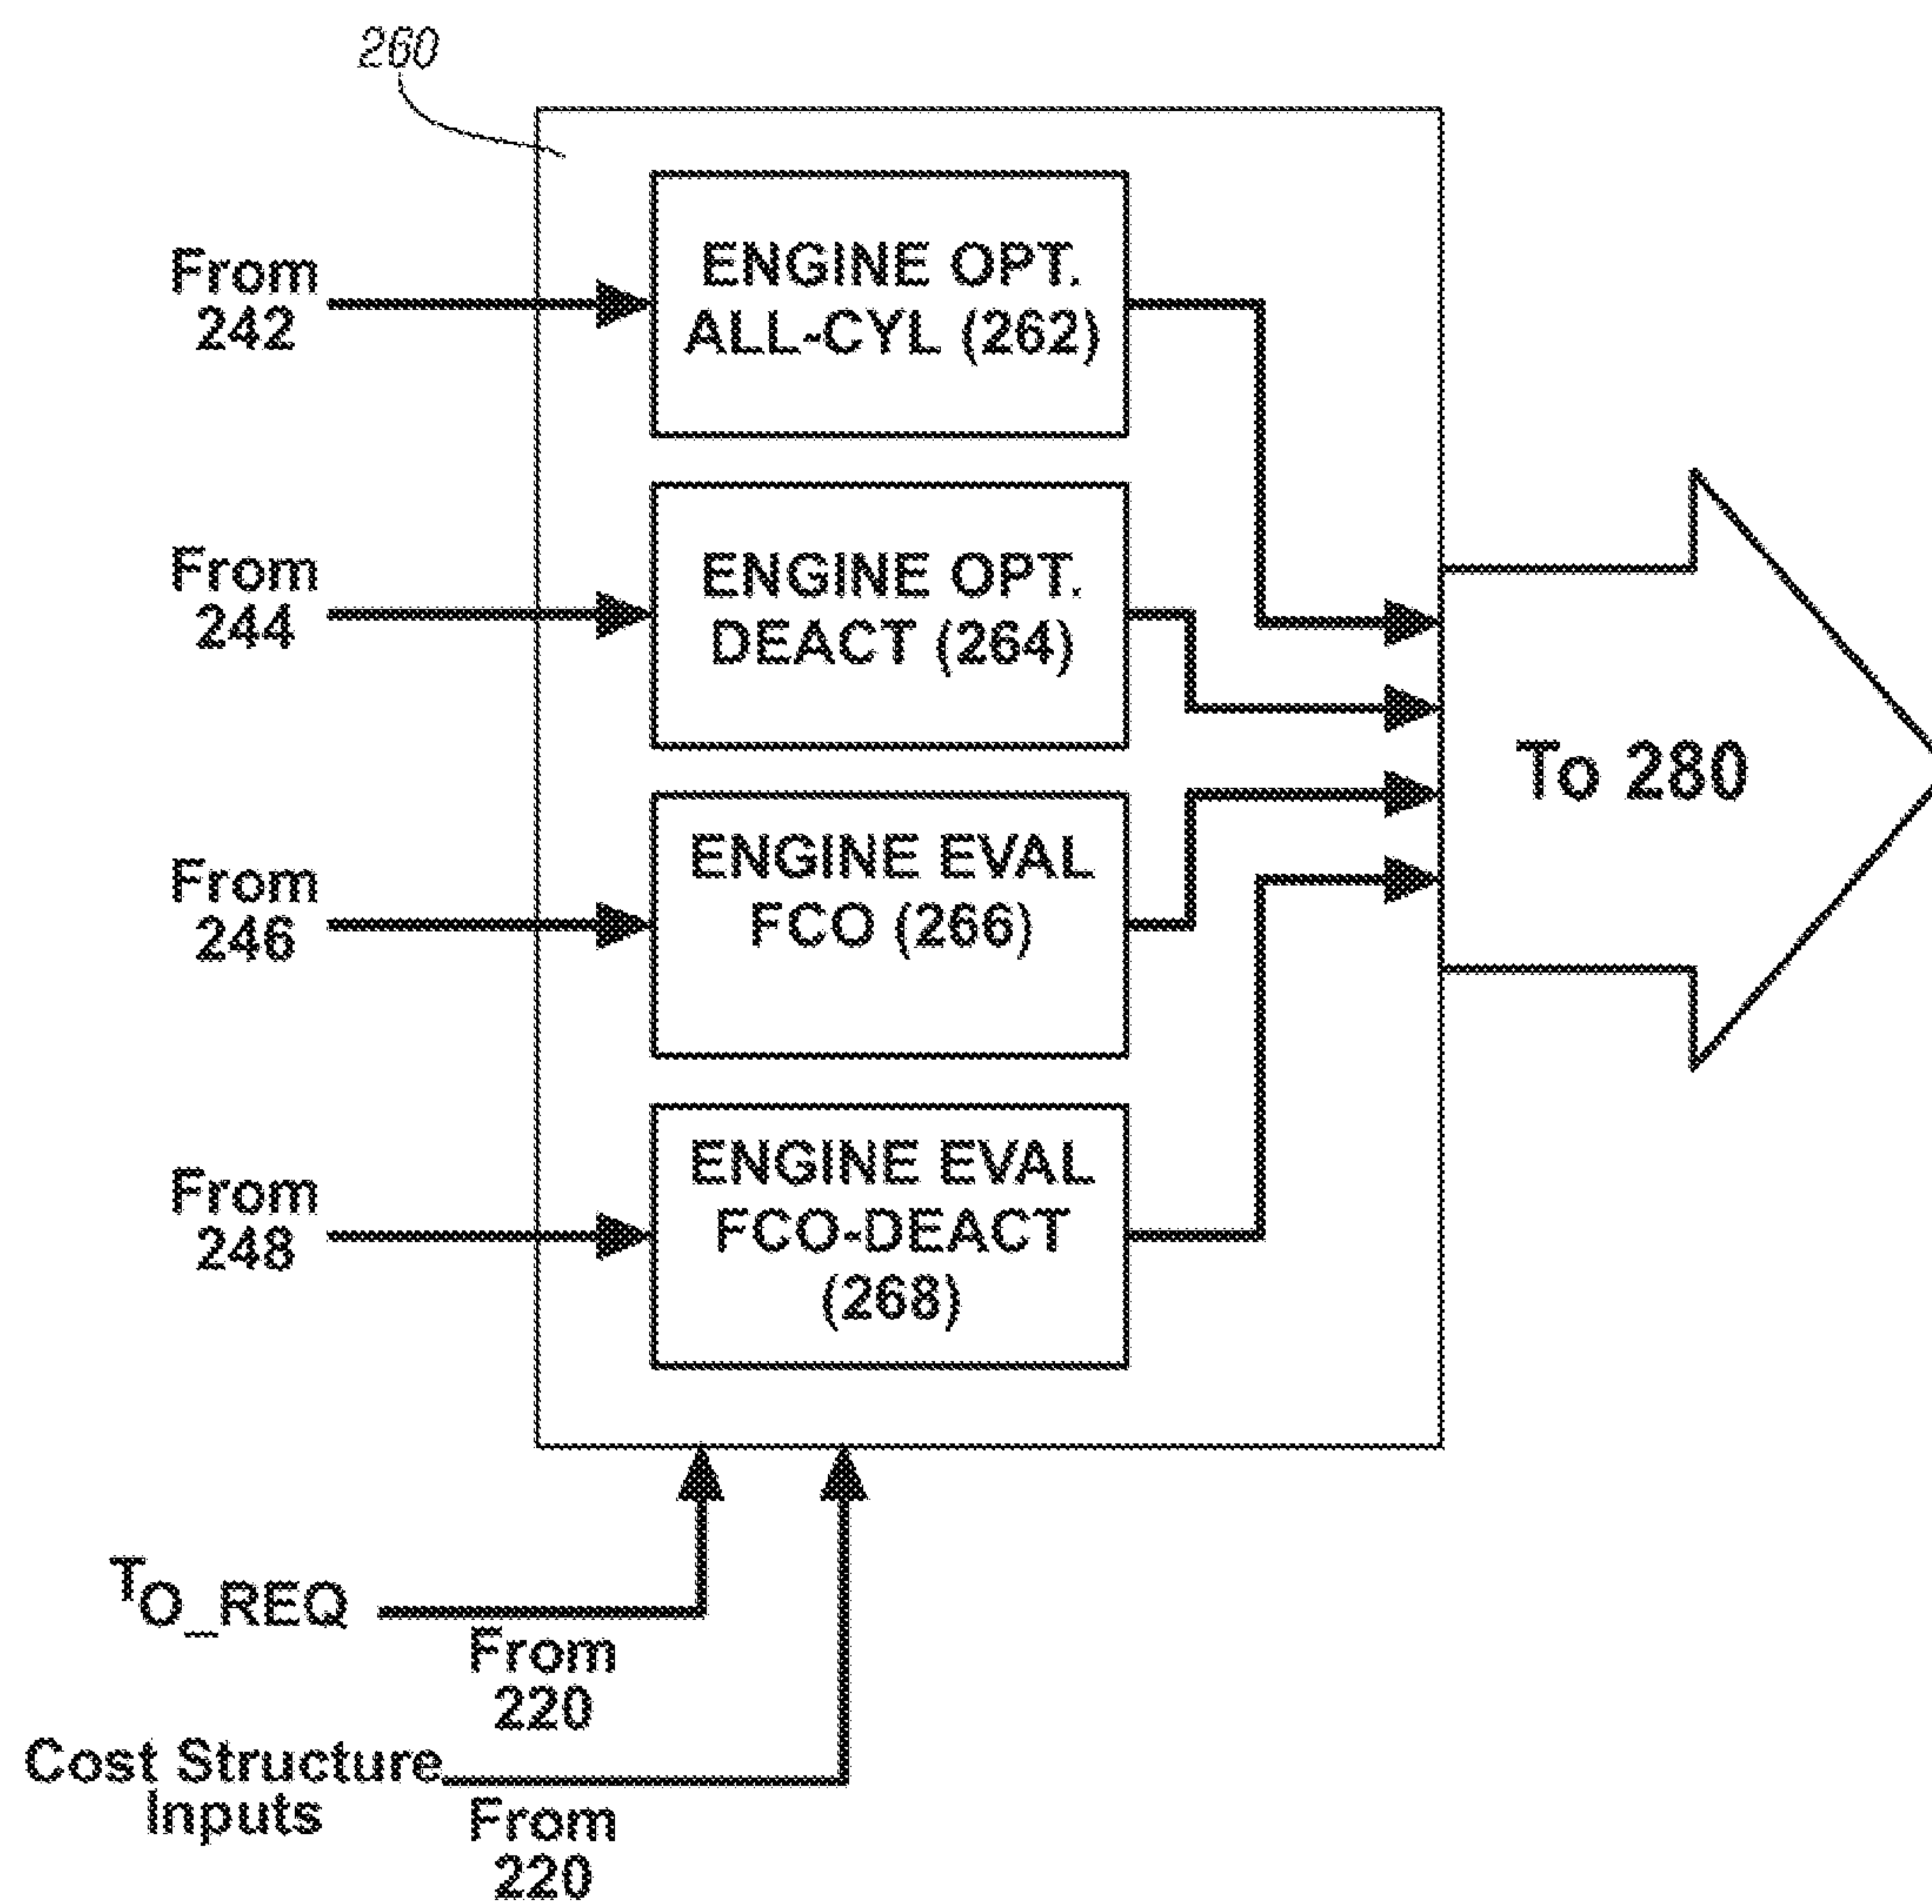 260
From
242
ENGINE OPT.
ALL-CYL (262)
From
244
ENGINE OPT.
DEACT (264)
To 280
From
246
ENGINE EVAL
FCO (266)
From
248
ENGINE EVAL
FCO-DEACT
(268)
TO_REQ
From
220
Cost Structure
Inputs
From
220